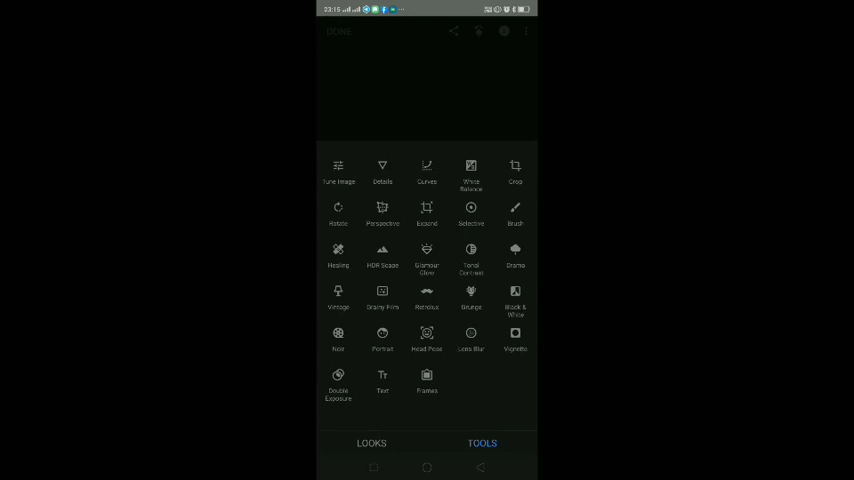 23:15
DONE
Tune Image Details Curves White Balance Crop
Rotate Perspective Expand Selective Brush
Healing HDR Scape Glamour Glow Tonal Contrast Drama
Vintage Grainy Film Retrolux Grunge Black & White
Noir Portrait Head Pose Lens Blur Vignette
Double Exposure Text Frames
LOOKS TOOLS